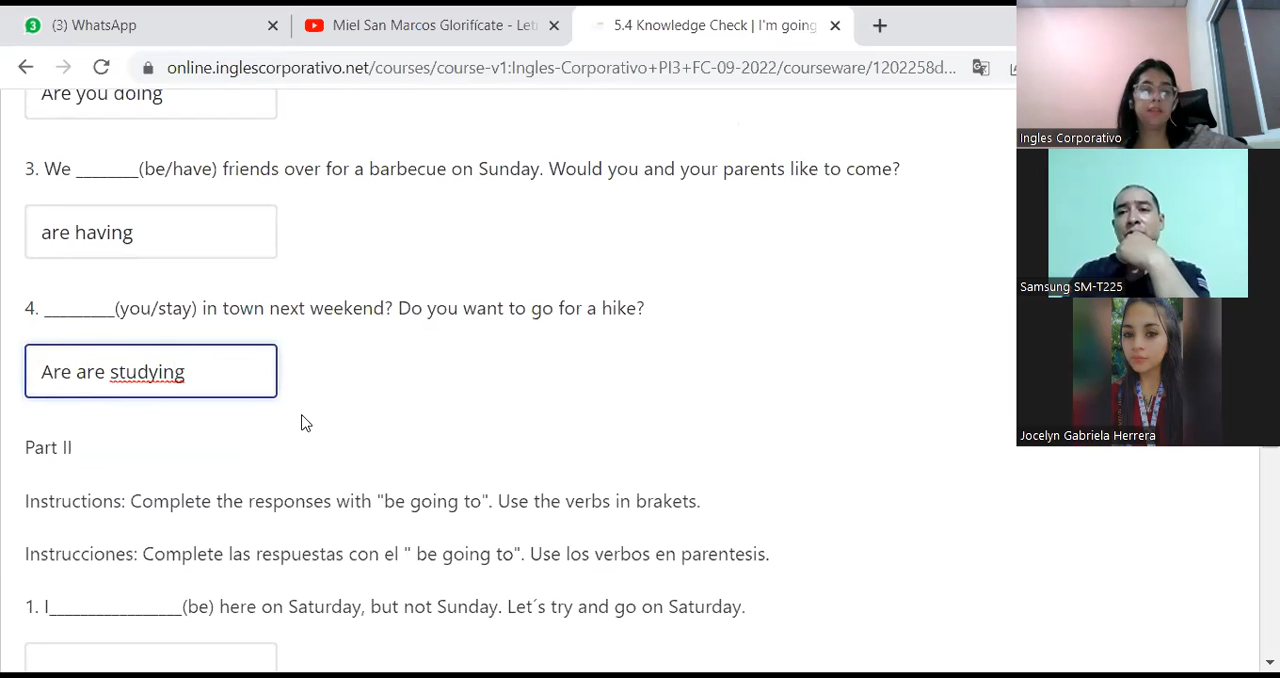 3 (3) WhatsApp
Miel San Marcos Glorifícate - Let
5.4 Knowledge Check | I'm going
online.inglescorporativo.net/courses/course-v1:Ingles-Corporativo+PI3+FC-09-2022/courseware/1202258d...
Are you doing
3. We _______(be/have) friends over for a barbecue on Sunday. Would you and your parents like to come?
are having
4. ________(you/stay) in town next weekend? Do you want to go for a hike?
Are are studying
Part II
Instructions: Complete the responses with "be going to". Use the verbs in brakets.
Instrucciones: Complete las respuestas con el " be going to". Use los verbos en parentesis.
1. I_______________(be) here on Saturday, but not Sunday. Let´s try and go on Saturday.
Ingles Corporativo
Samsung SM-T225
Jocelyn Gabriela Herrera